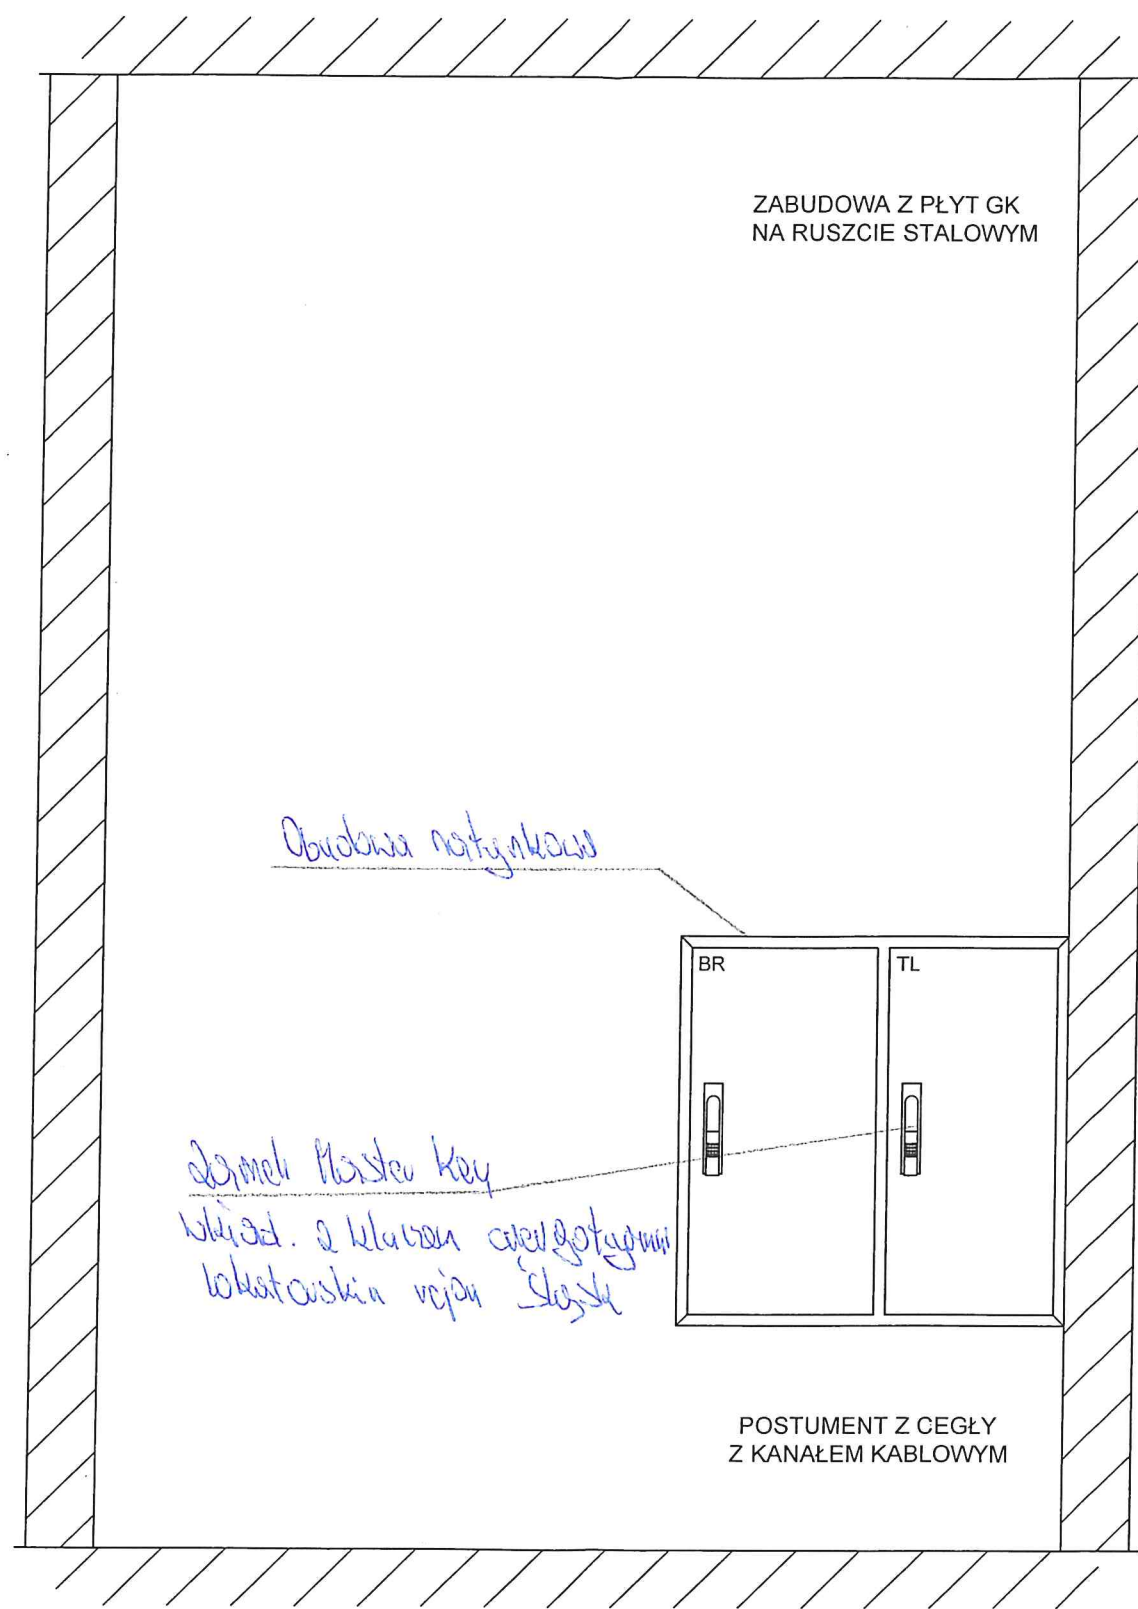 ZABUDOWA Z PŁYT GK
NA RUSZCIE STALOWYM
Obudowa natynkowa
BR
TL
Zamek Master Key
z kluczem energetycznym
rejon Śląsk
POSTUMENT Z CEGŁY
Z KANAŁEM KABLOWYM